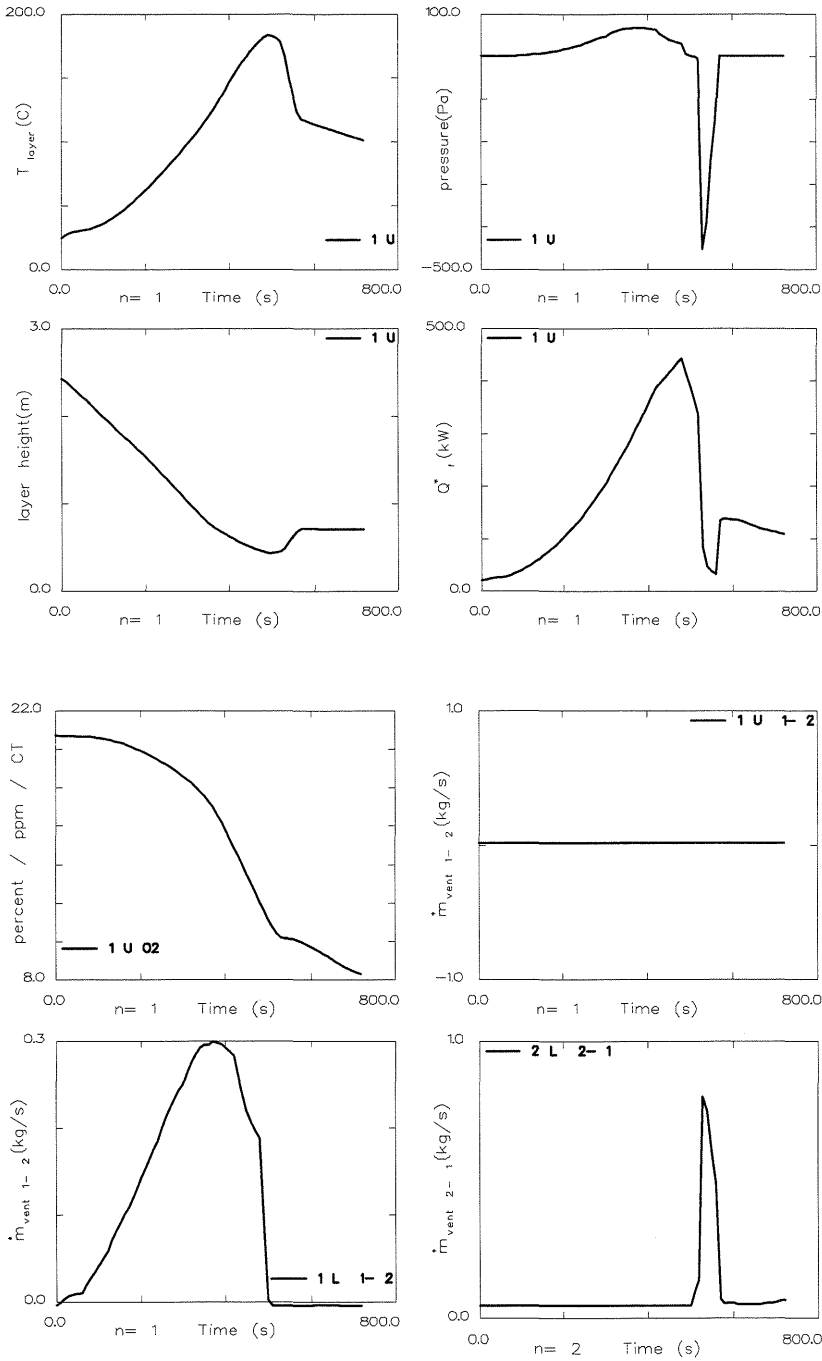 200.0
T layer (C)
1 U
0.0
0.0
800.0
n= 1 Time (s)
100.0
pressure(Pa)
1 U
-500.0
0.0
800.0
n= 1 Time (s)
3.0
layer height(m)
1 U
0.0
0.0
800.0
n= 1 Time (s)
500.0
Q*, (kW)
1 U
0.0
0.0
800.0
n= 1 Time (s)
22.0
percent / ppm / CT
1 U O2
8.0
0.0
800.0
n= 1 Time (s)
1.0
ṁ vent 1- 2 (kg/s)
1 U 1- 2
-1.0
0.0
800.0
n= 1 Time (s)
0.3
ṁ vent 1- 2 (kg/s)
1 L 1- 2
0.0
0.0
800.0
n= 1 Time (s)
1.0
ṁ vent 2- 1 (kg/s)
2 L 2- 1
0.0
0.0
800.0
n= 2 Time (s)